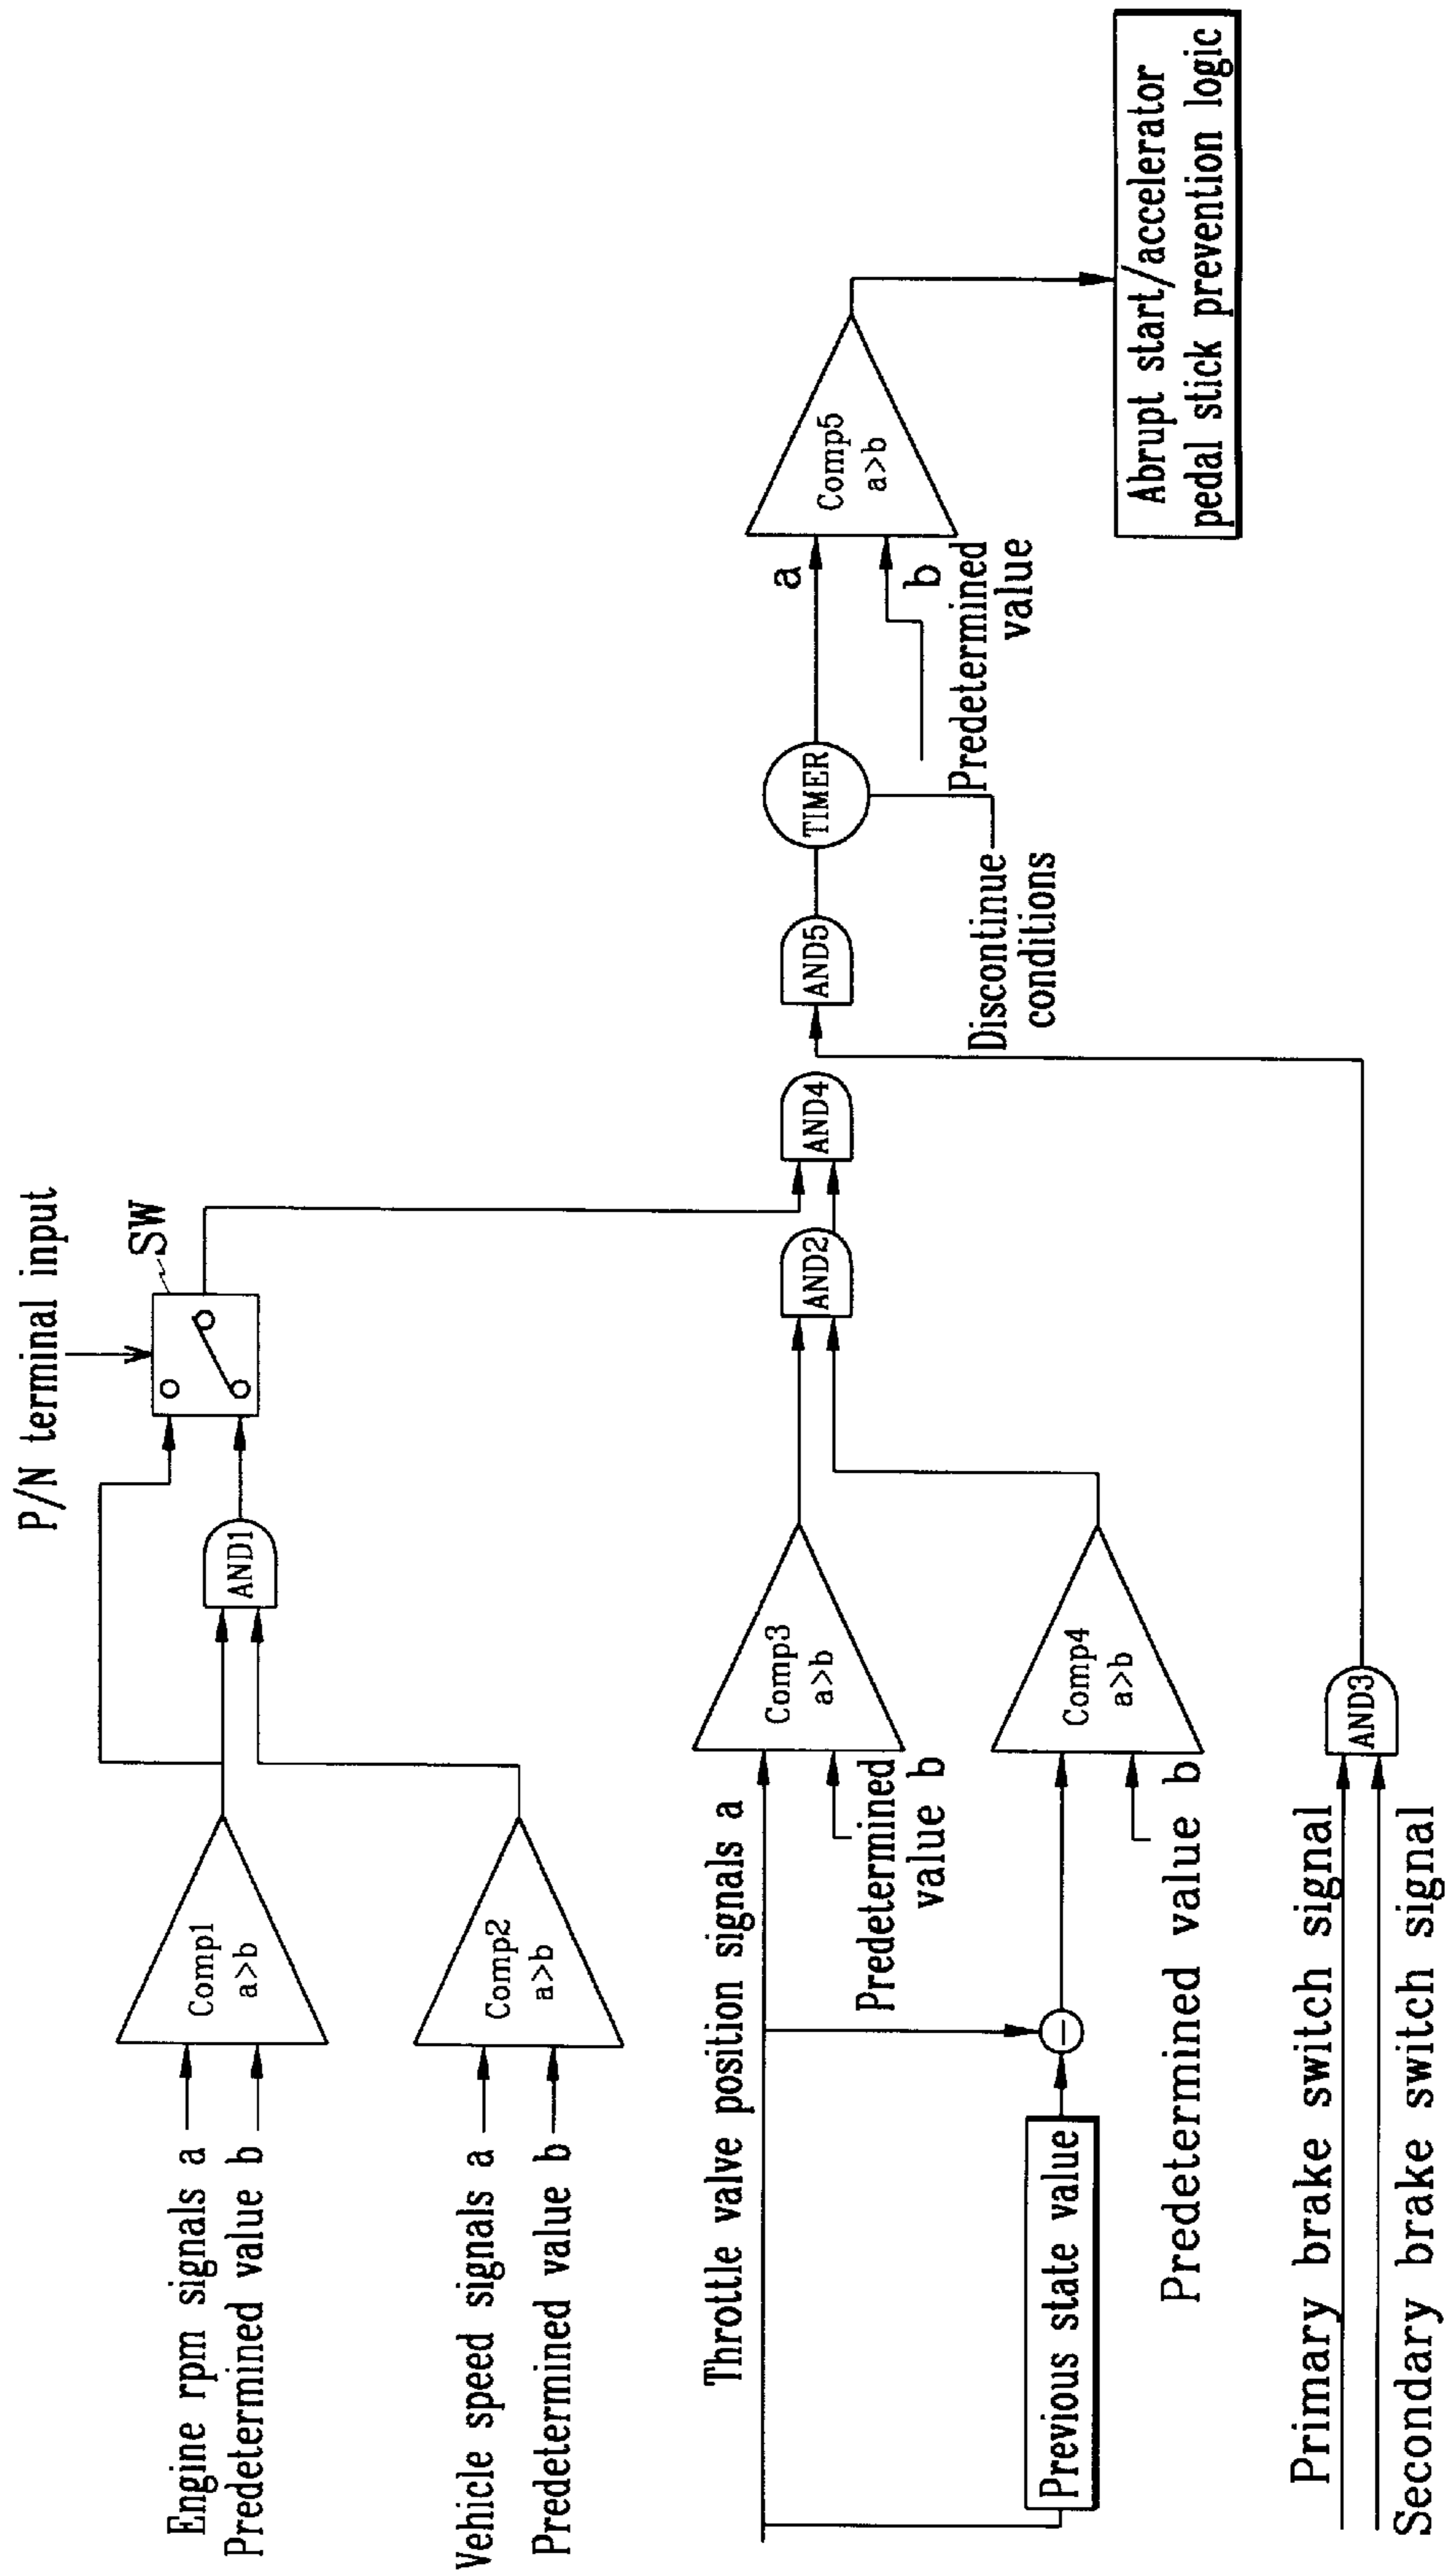 P/N terminal input
SW
Engine rpm signals a
Predetermined value b
Comp1
a>b
AND1
Vehicle speed signals a
Predetermined value b
Comp2
a>b
Throttle valve position signals a
Predetermined
value b
Comp3
a>b
AND2
AND4
AND5
TIMER
Discontinue
conditions
a
b
Predetermined
value
Comp5
a>b
Previous state value
−
Predetermined value b
Comp4
a>b
Abrupt start/accelerator
pedal stick prevention logic
Primary brake switch signal
Secondary brake switch signal
AND3